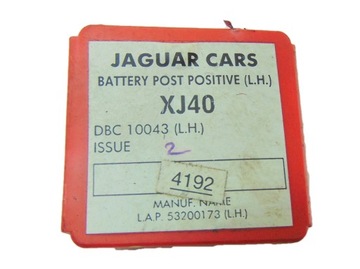 JAGUAR CARS
BATTERY POST POSITIVE (L.H.)
XJ40
DBC 10043 (L.H.)
ISSUE 2
4192
MANUF. NAME
L.A.P. 53200173 (L.H.)